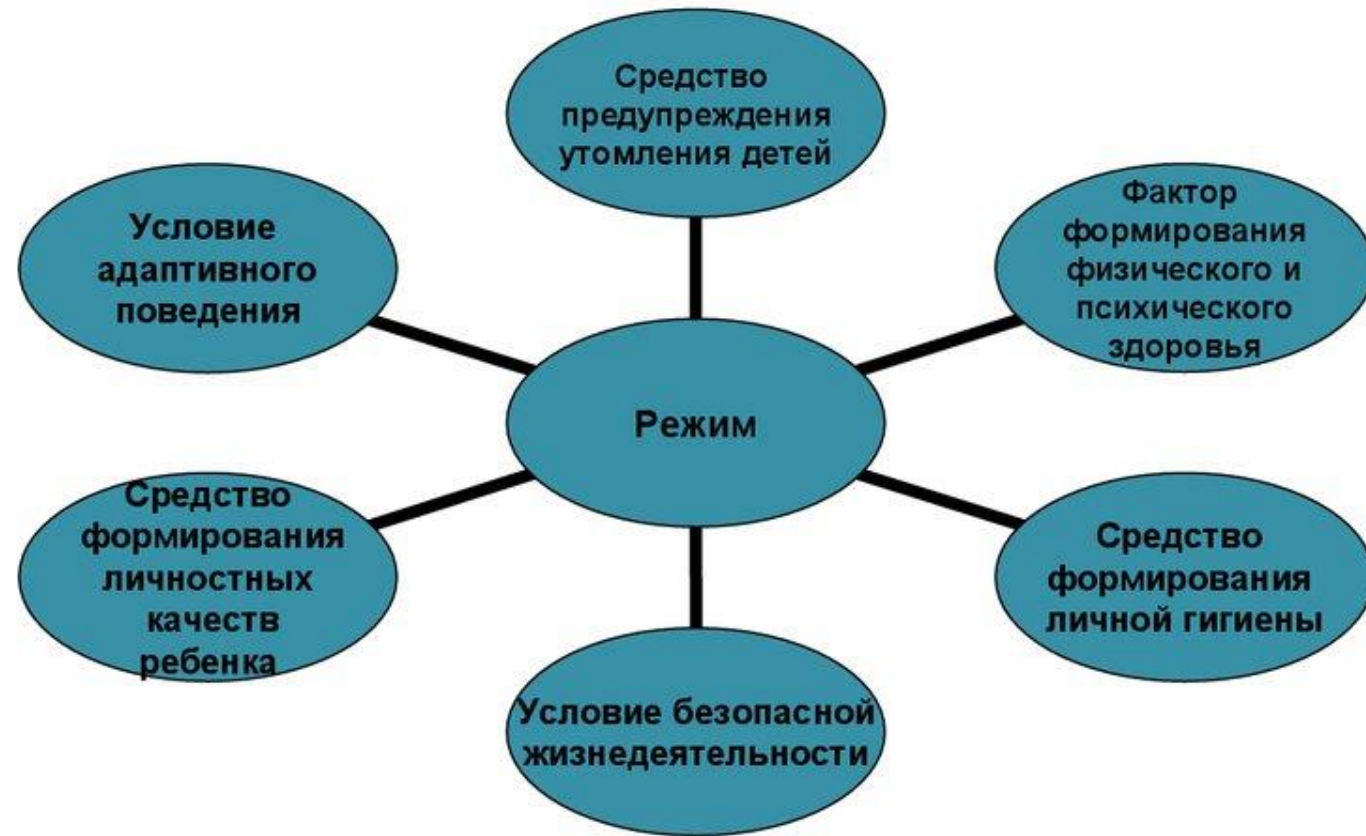 Средство
предупреждения
утомления детей
Фактор
формирования
физического и
психического
здоровья
Средство
формирования
личной гигиены
Условие безопасной
жизнедеятельности
Средство
формирования
личностных
качеств
ребенка
Условие
адаптивного
поведения
Режим